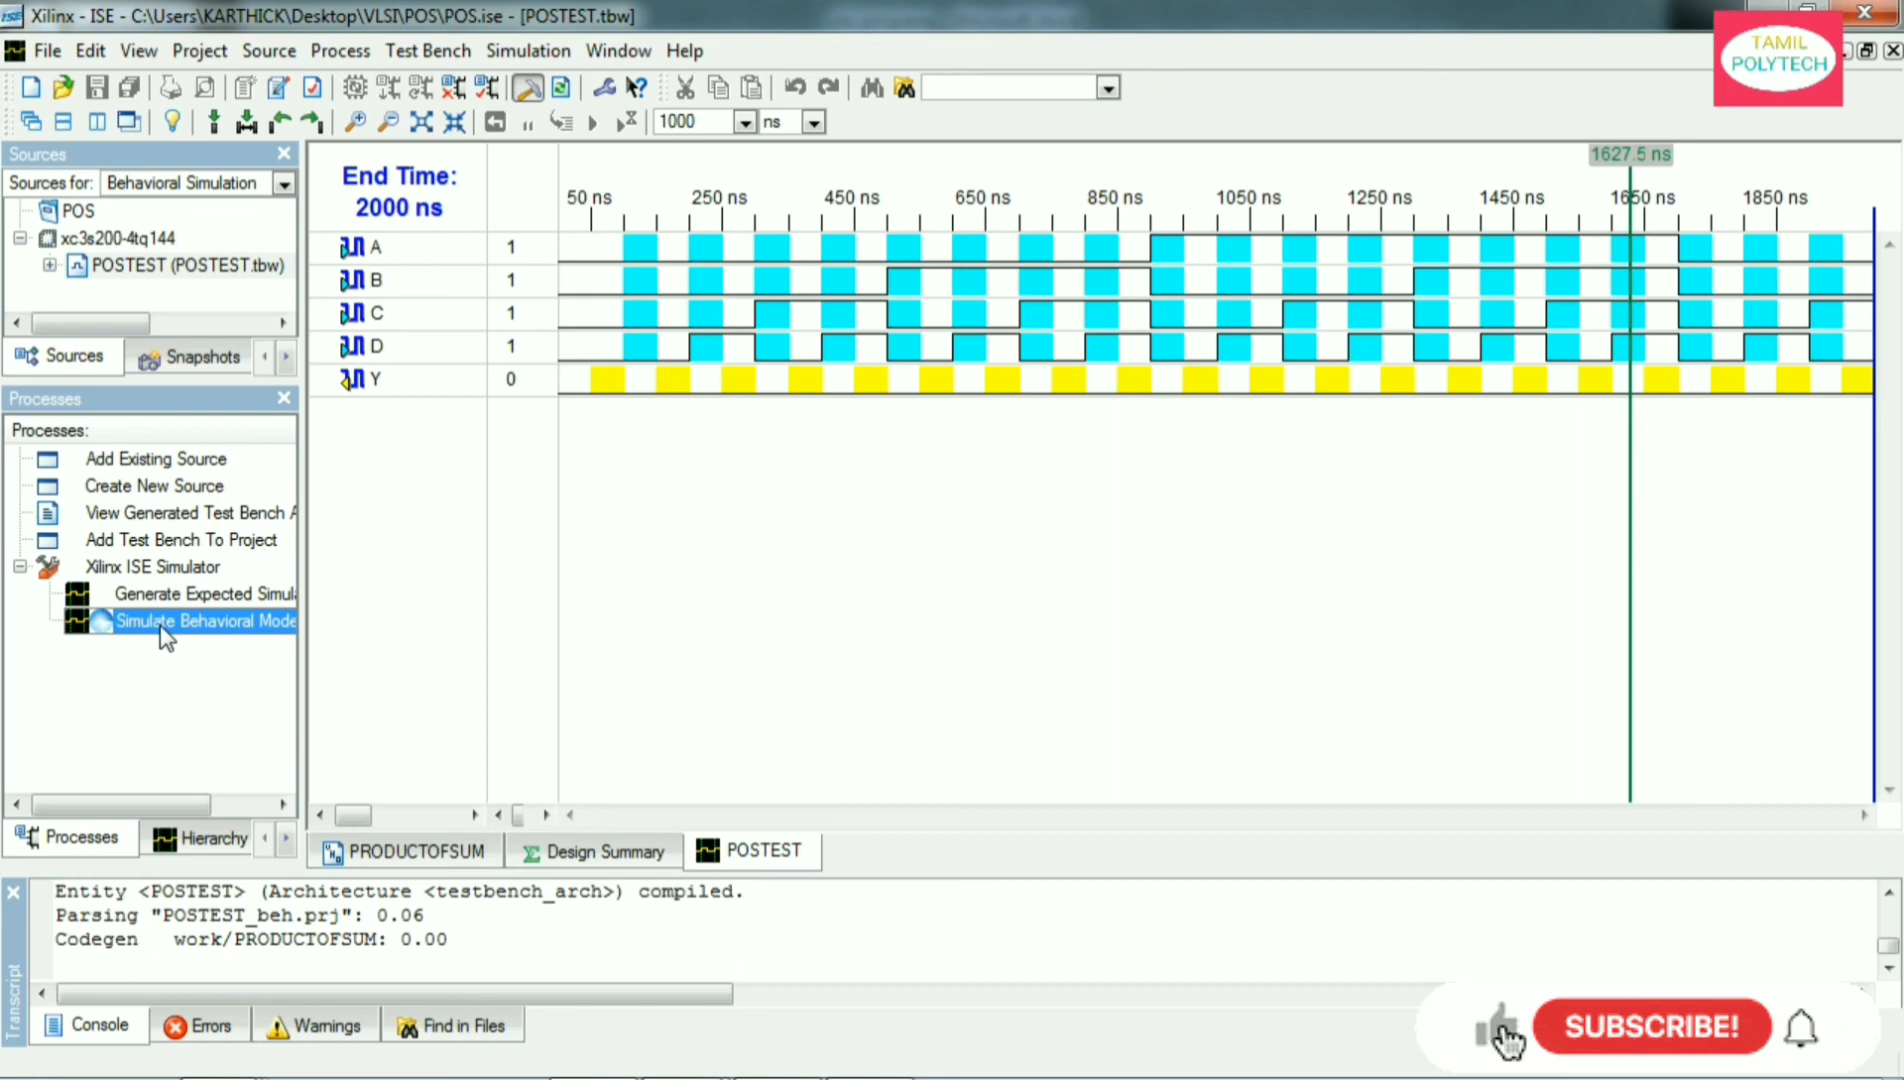 Xilinx - ISE - C:\Users\KARTHICK\Desktop\VLSI\POS\POS.ise - [POSTEST.tbw]
File Edit View Project Source Process Test Bench Simulation Window Help
TAMIL
POLYTECH
1000 ns
Sources
Sources for: Behavioral Simulation
POS
xc3s200-4tq144
POSTEST (POSTEST.tbw)
Sources Snapshots
Processes
Processes:
Add Existing Source
Create New Source
View Generated Test Bench A
Add Test Bench To Project
Xilinx ISE Simulator
Generate Expected Simul
Simulate Behavioral Mode
Processes Hierarchy
End Time:
2000 ns
1627.5 ns
50 ns 250 ns 450 ns 650 ns 850 ns 1050 ns 1250 ns 1450 ns 1650 ns 1850 ns
A 1
B 1
C 1
D 1
Y 0
PRODUCTOFSUM Design Summary POSTEST
Entity <POSTEST> (Architecture <testbench_arch>) compiled.
Parsing "POSTEST_beh.prj": 0.06
Codegen work/PRODUCTOFSUM: 0.00
Transcript
Console Errors Warnings Find in Files
SUBSCRIBE!